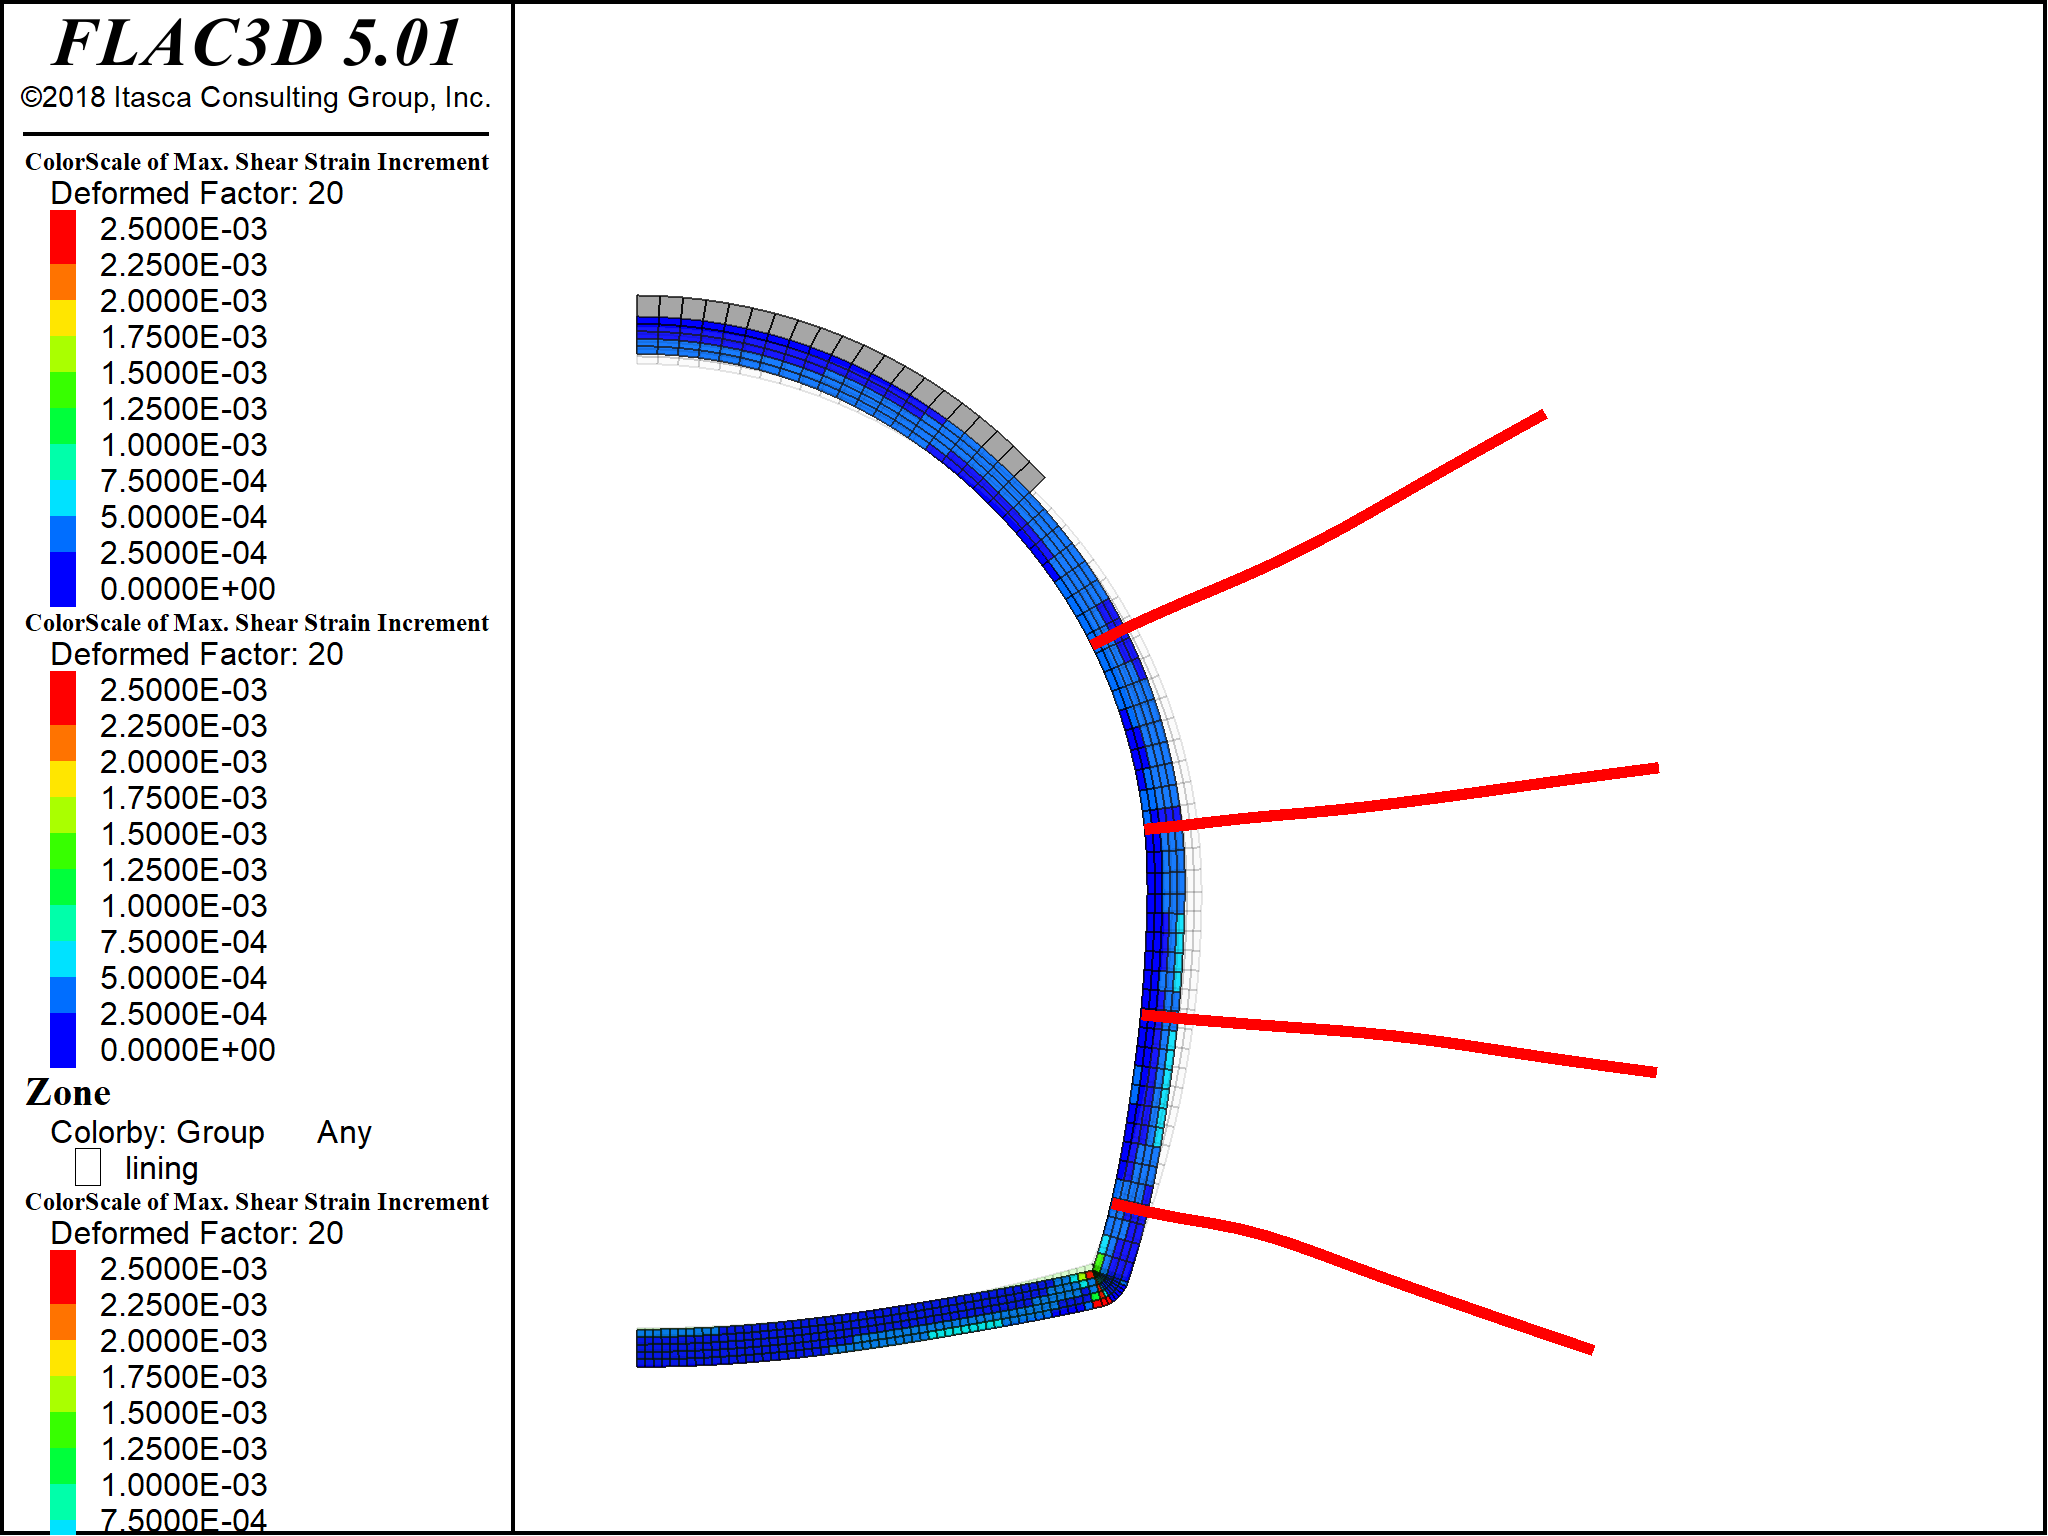 FLAC3D 5.01
©2018 Itasca Consulting Group, Inc.
ColorScale of Max. Shear Strain Increment
Deformed Factor: 20
2.5000E-03
2.2500E-03
2.0000E-03
1.7500E-03
1.5000E-03
1.2500E-03
1.0000E-03
7.5000E-04
5.0000E-04
2.5000E-04
0.0000E+00
ColorScale of Max. Shear Strain Increment
Deformed Factor: 20
2.5000E-03
2.2500E-03
2.0000E-03
1.7500E-03
1.5000E-03
1.2500E-03
1.0000E-03
7.5000E-04
5.0000E-04
2.5000E-04
0.0000E+00
Zone
Colorby: Group Any
lining
ColorScale of Max. Shear Strain Increment
Deformed Factor: 20
2.5000E-03
2.2500E-03
2.0000E-03
1.7500E-03
1.5000E-03
1.2500E-03
1.0000E-03
7.5000E-04